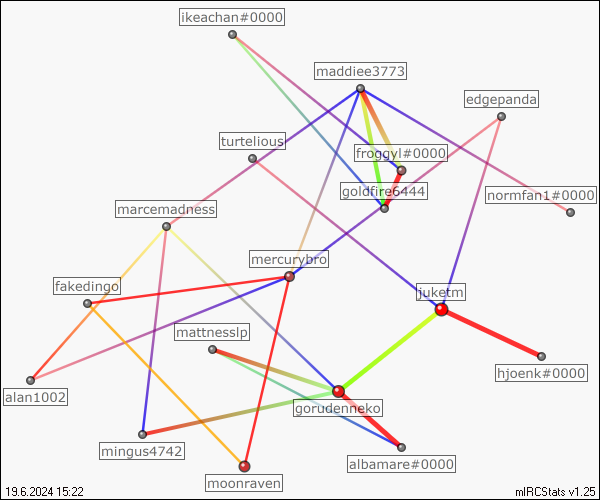 ikeachan#0000
maddiee3773
edgepanda
turtelious
froggyl#0000
goldfire6444
normfan1#0000
marcemadness
mercurybro
fakedingo
juketm
mattnesslp
hjoenk#0000
alan1002
gorudenneko
mingus4742
albamare#0000
moonraven
19.6.2024 15:22
mIRCStats v1.25